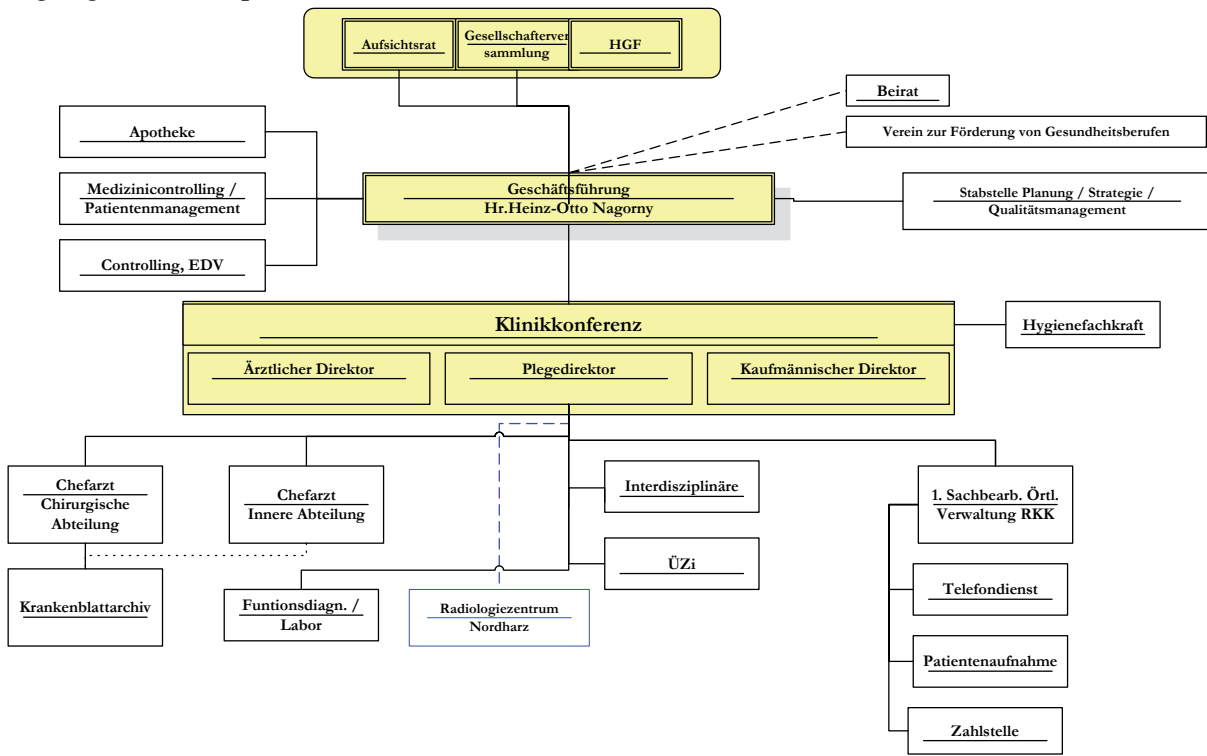 Aufsichtsrat
Gesellschafterver
sammlung
HGF
Beirat
Verein zur Förderung von Gesundheitsberufen
Apotheke
Medizinicontrolling /
Patientenmanagement
Controlling, EDV
Geschäftsführung
Hr.Heinz-Otto Nagorny
Stabstelle Planung / Strategie /
Qualitätsmanagement
Klinikkonferenz
Ärztlicher Direktor
Plegedirektor
Kaufmännischer Direktor
Hygienefachkraft
Chefarzt
Chirurgische
Abteilung
Chefarzt
Innere Abteilung
Interdisziplinäre
1. Sachbearb. Örtl.
Verwaltung RKK
ÜZi
Krankenblattarchiv
Funtionsdiagn. /
Labor
Radiologiezentrum
Nordharz
Telefondienst
Patientenaufnahme
Zahlstelle